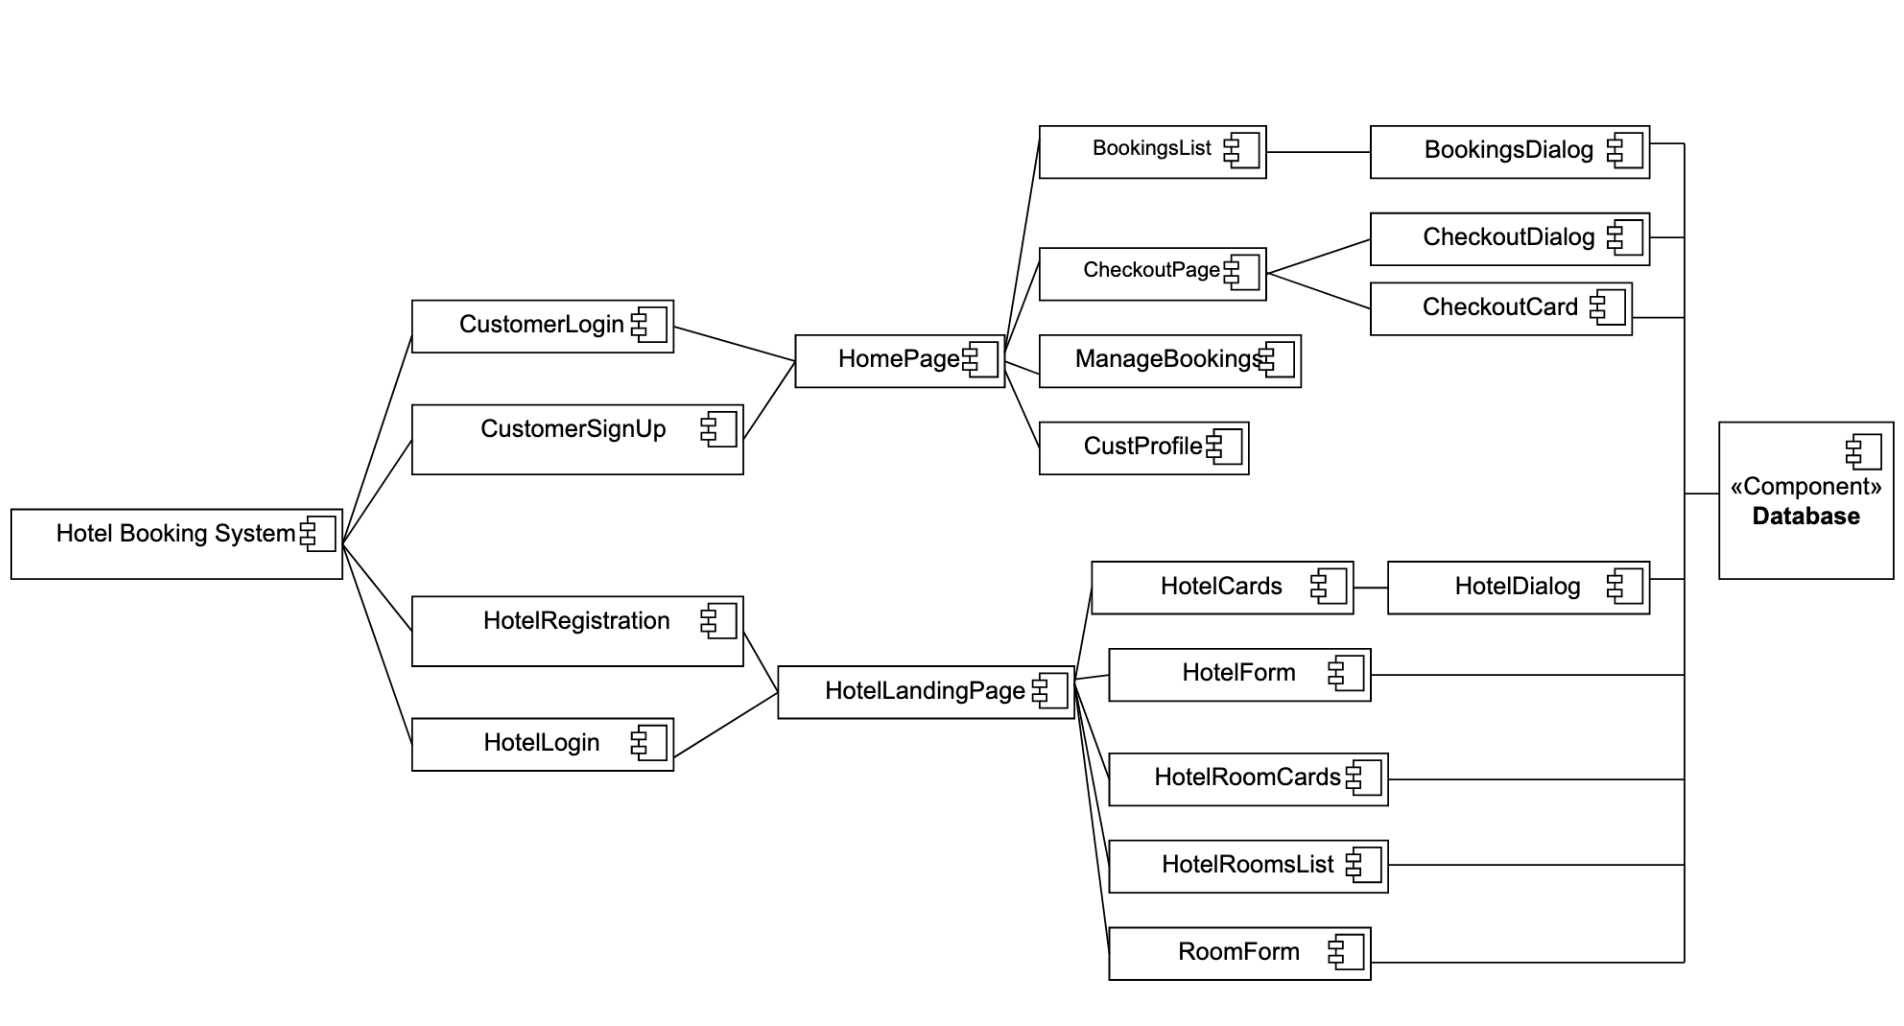 BookingsList
BookingsDialog
CheckoutDialog
CheckoutPage
CheckoutCard
CustomerLogin
HomePage
ManageBookings
CustomerSignUp
CustProfile
«Component»
Database
Hotel Booking System
HotelCards
HotelDialog
HotelRegistration
HotelForm
HotelLandingPage
HotelLogin
HotelRoomCards
HotelRoomsList
RoomForm